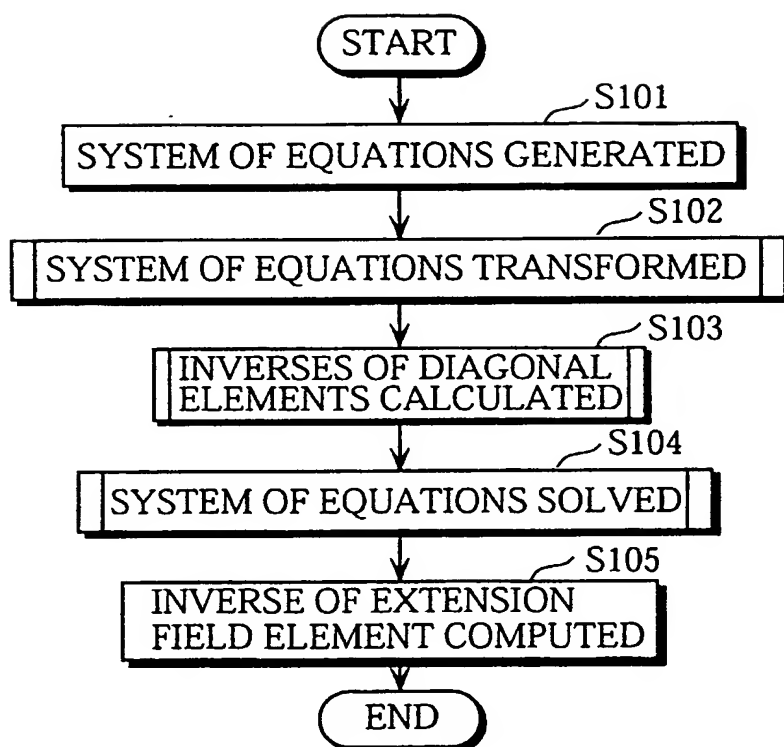 START
S101
SYSTEM OF EQUATIONS GENERATED
S102
SYSTEM OF EQUATIONS TRANSFORMED
S103
INVERSES OF DIAGONAL
ELEMENTS CALCULATED
S104
SYSTEM OF EQUATIONS SOLVED
S105
INVERSE OF EXTENSION
FIELD ELEMENT COMPUTED
END